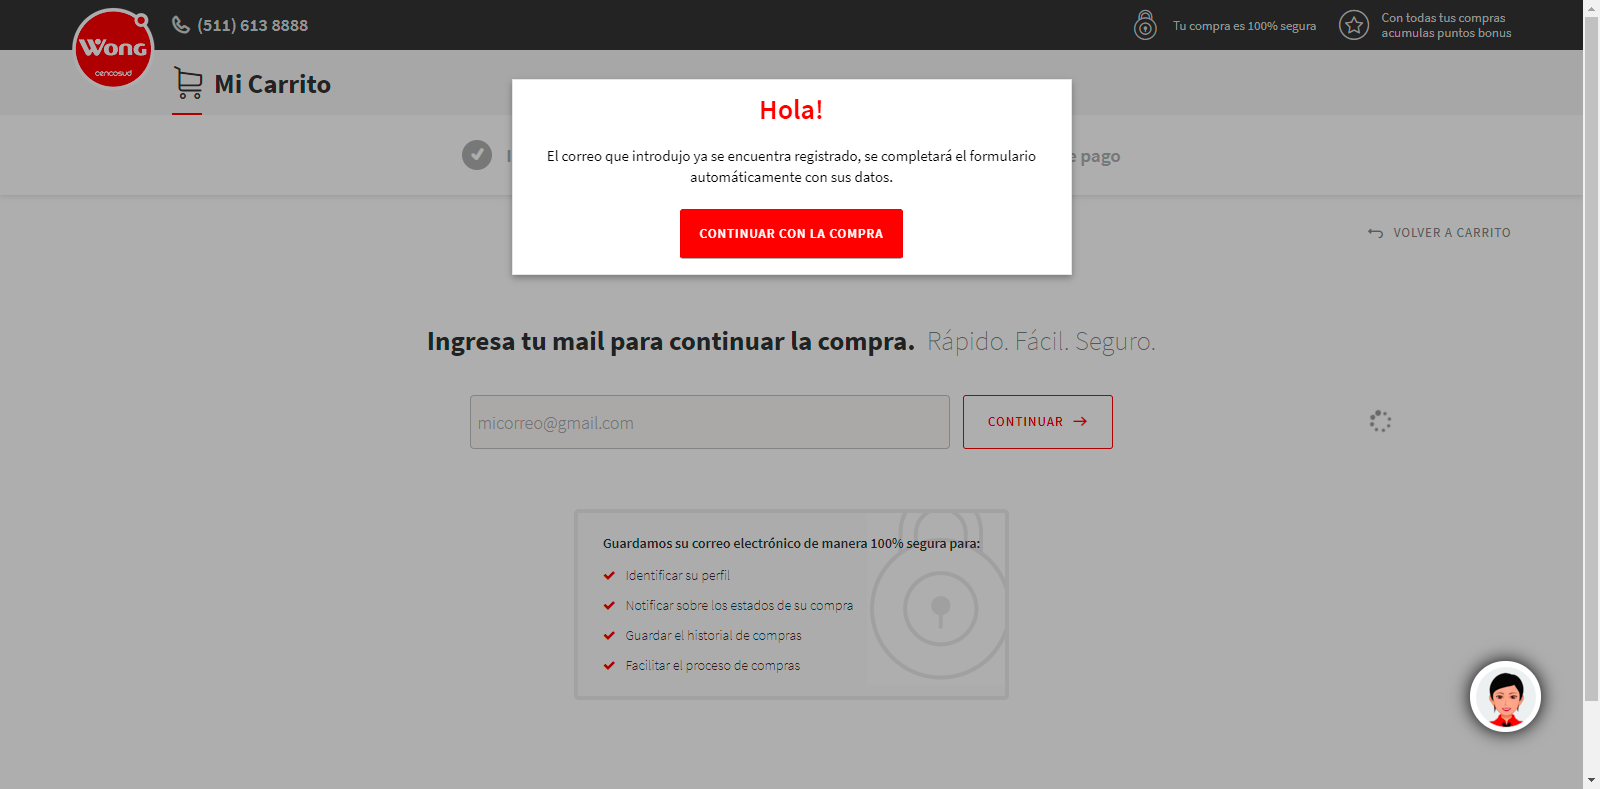 Wong
cencosud
(511) 613 8888
Tu compra es 100% segura
Con todas tus compras
acumulas puntos bonus
Mi Carrito
Hola!
El correo que introdujo ya se encuentra registrado, se completará el formulario
automáticamente con sus datos.
CONTINUAR CON LA COMPRA
pago
VOLVER A CARRITO
Ingresa tu mail para continuar la compra. Rápido. Fácil. Seguro.
micorreo@gmail.com
CONTINUAR
Guardamos su correo electrónico de manera 100% segura para:
Identificar su perfil
Notificar sobre los estados de su compra
Guardar el historial de compras
Facilitar el proceso de compras